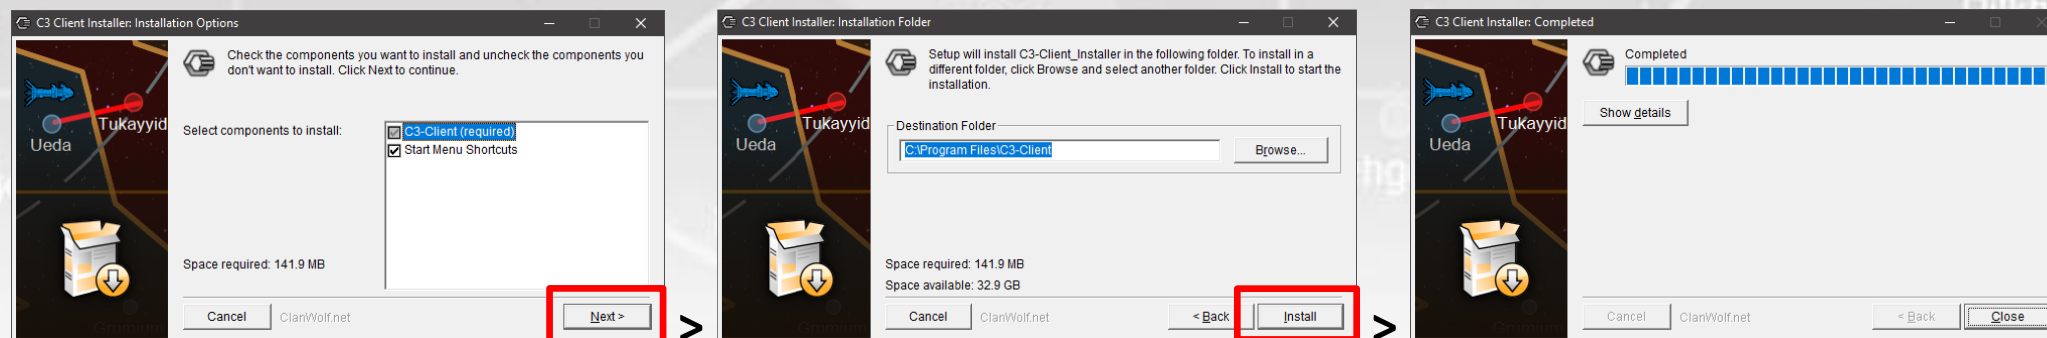 C3 Client Installer: Installation Options
Check the components you want to install and uncheck the components you
don't want to install. Click Next to continue.
Tukayyid
Ueda
Select components to install:
C3-Client (required)
Start Menu Shortcuts
Space required: 141.9 MB
Cancel
ClanWolf.net
Next >
>
C3 Client Installer: Installation Folder
Setup will install C3-Client_Installer in the following folder. To install in a
different folder, click Browse and select another folder. Click Install to start the
installation.
Tukayyid
Ueda
Destination Folder
C:\Program Files\C3-Client
Browse...
Space required: 141.9 MB
Space available: 32.9 GB
Cancel
ClanWolf.net
< Back
Install
>
C3 Client Installer: Completed
Completed
Tukayyid
Ueda
Show details
Cancel
ClanWolf.net
< Back
Close